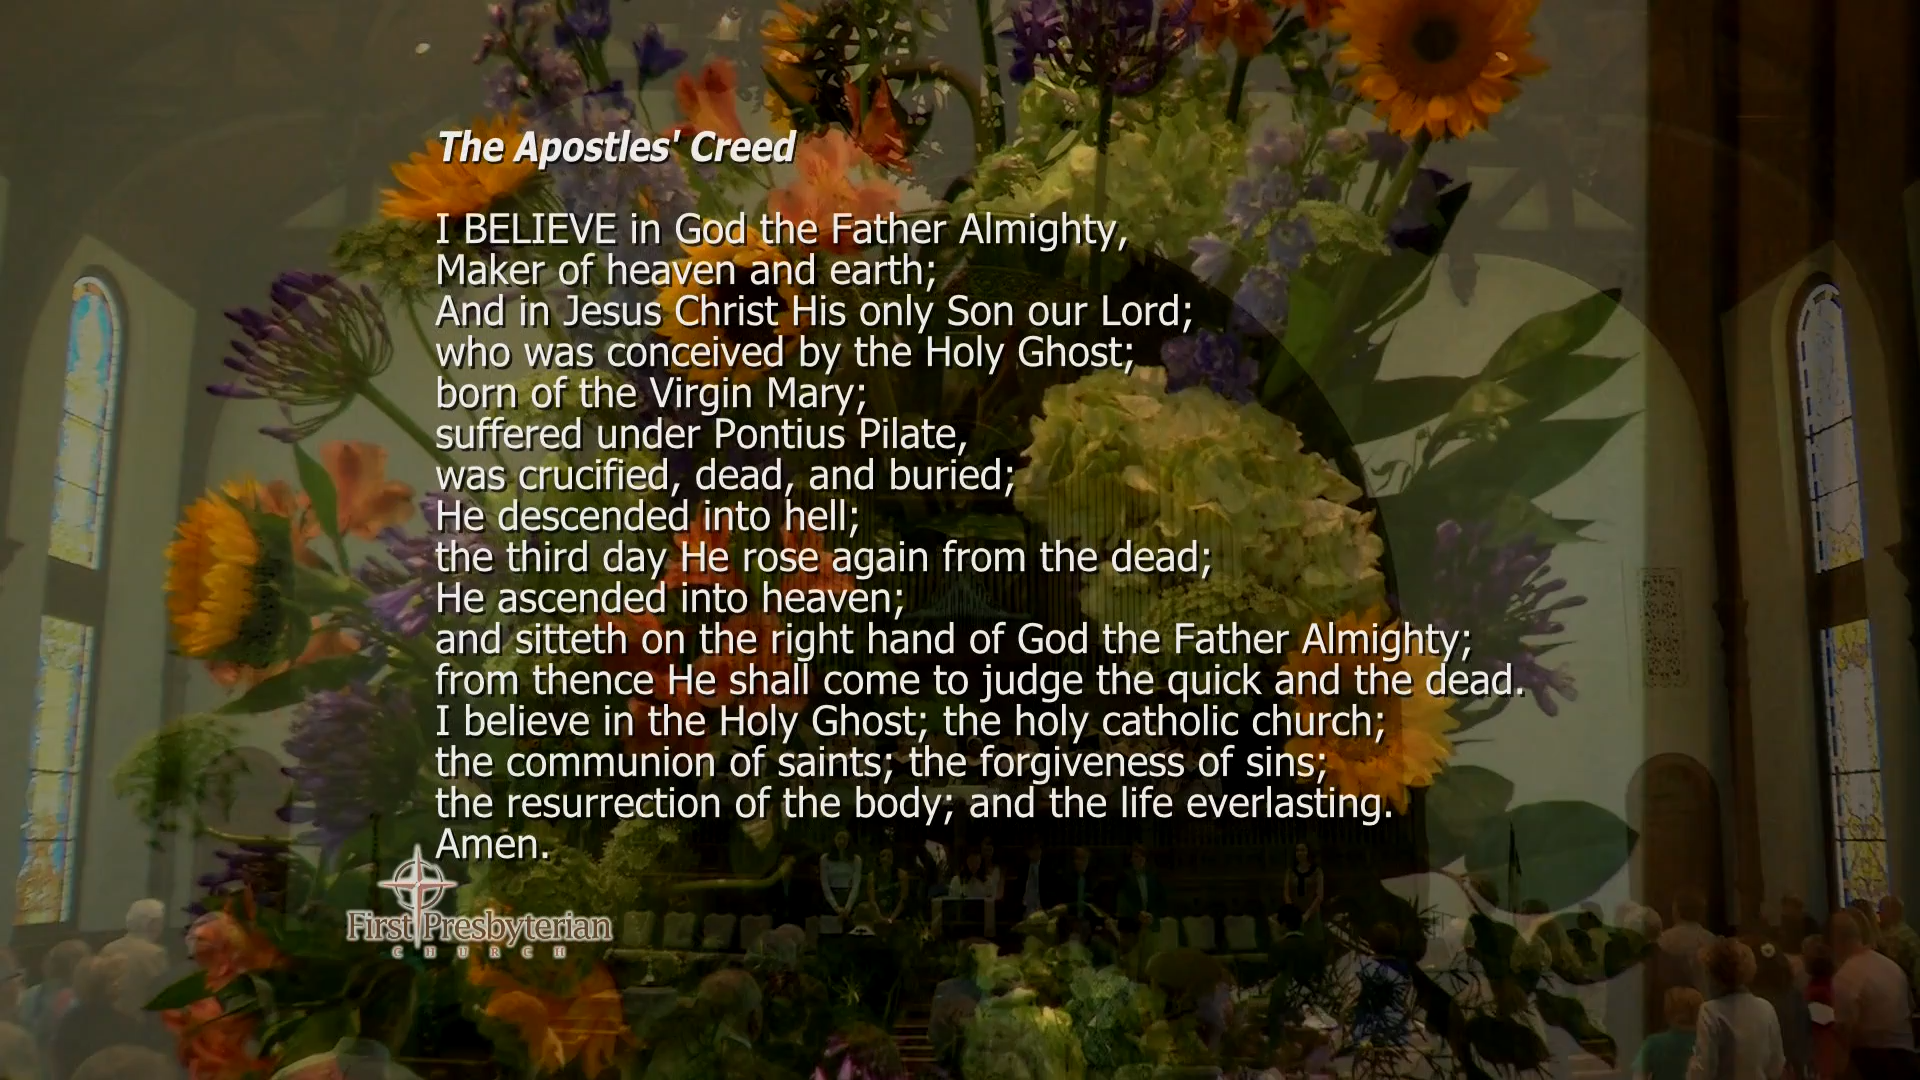 The Apostles' Creed
I BELIEVE in God the Father Almighty,
Maker of heaven and earth;
And in Jesus Christ His only Son our Lord;
who was conceived by the Holy Ghost;
born of the Virgin Mary;
suffered under Pontius Pilate,
was crucified, dead, and buried;
He descended into hell;
the third day He rose again from the dead;
He ascended into heaven;
and sitteth on the right hand of God the Father Almighty;
from thence He shall come to judge the quick and the dead.
I believe in the Holy Ghost; the holy catholic church;
the communion of saints; the forgiveness of sins;
the resurrection of the body; and the life everlasting.
Amen.
First Presbyterian
CHURCH